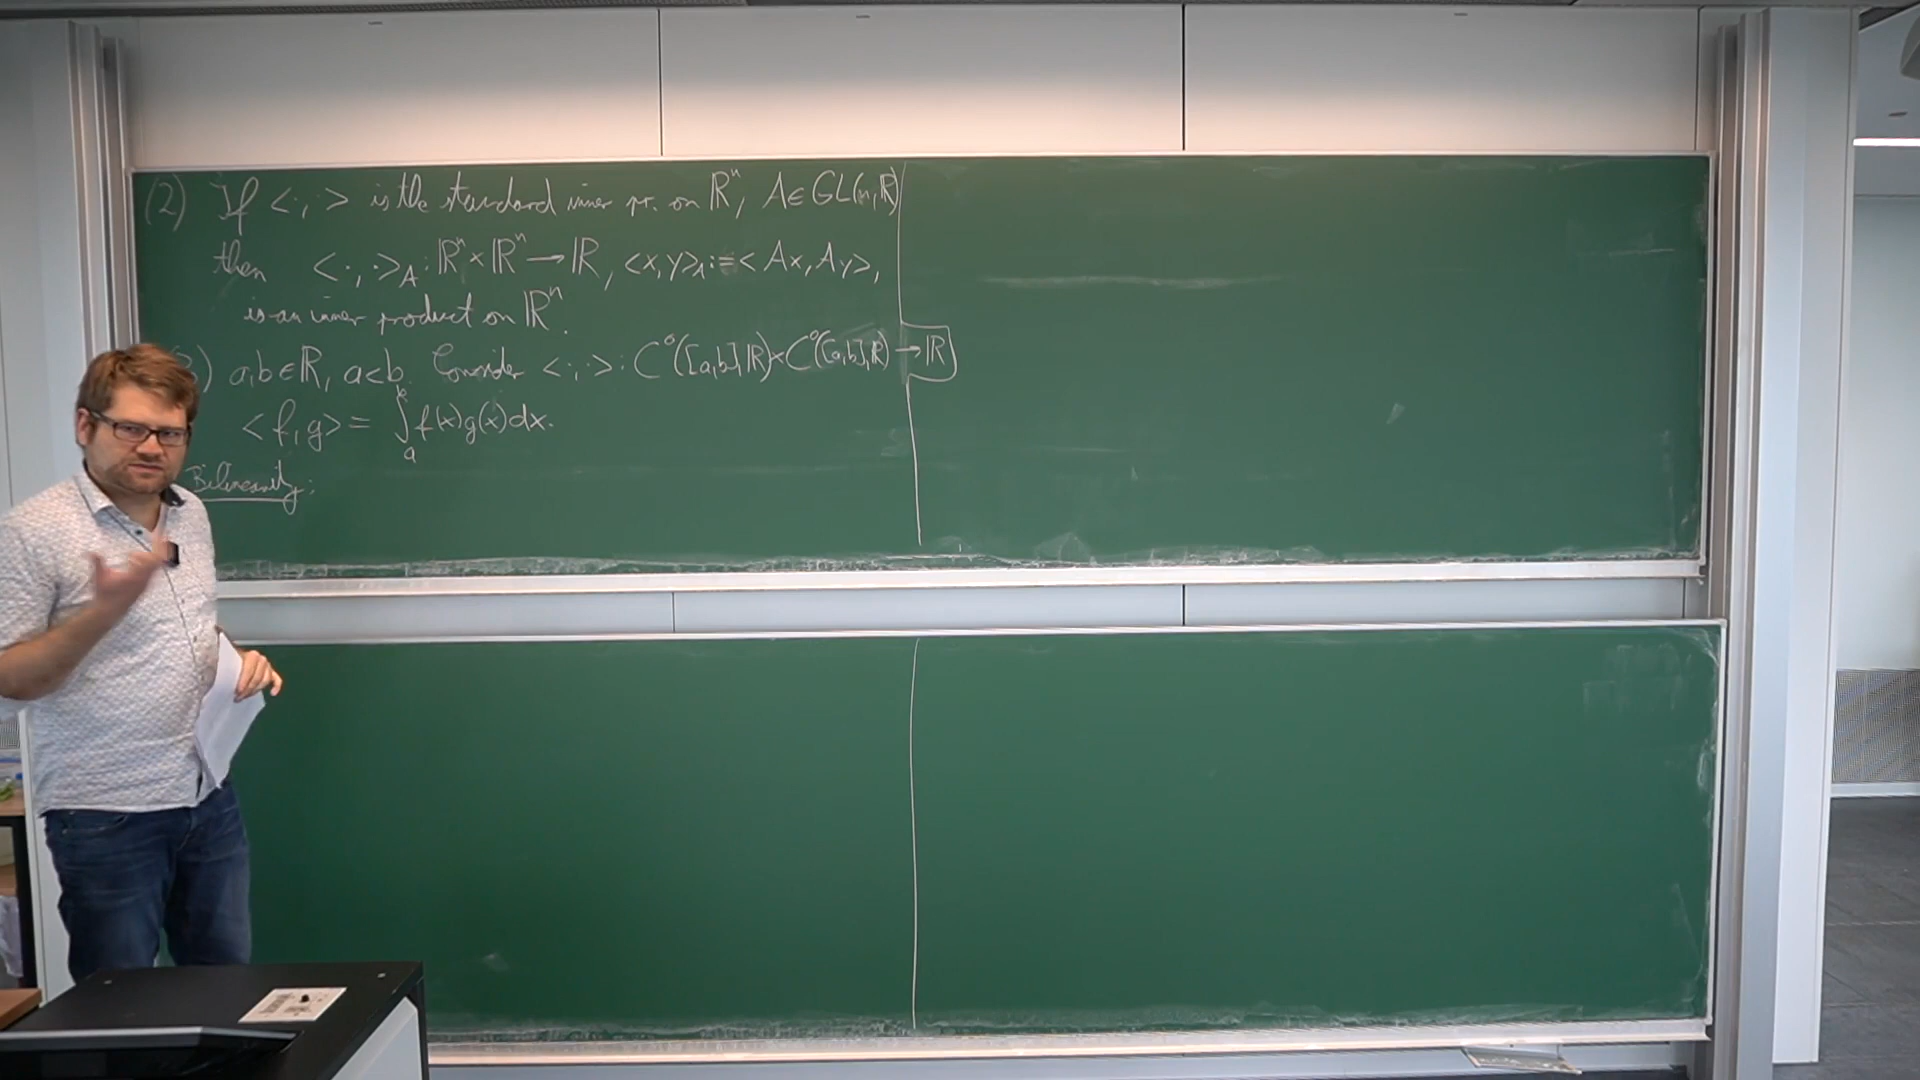 (2) If <·,·> is the standard inner pr. on ℝⁿ, A∈GL(n,ℝ)
then <·,·>_A : ℝⁿ×ℝⁿ → ℝ, <x,y>_A := <Ax,Ay>,
is an inner product on ℝⁿ.
) a,b∈ℝ, a<b. Consider <·,·> : C⁰([a,b],ℝ)×C⁰([a,b],ℝ) → ℝ
<f,g> = ∫ₐᵇ f(x)g(x)dx.
Bilinearity: